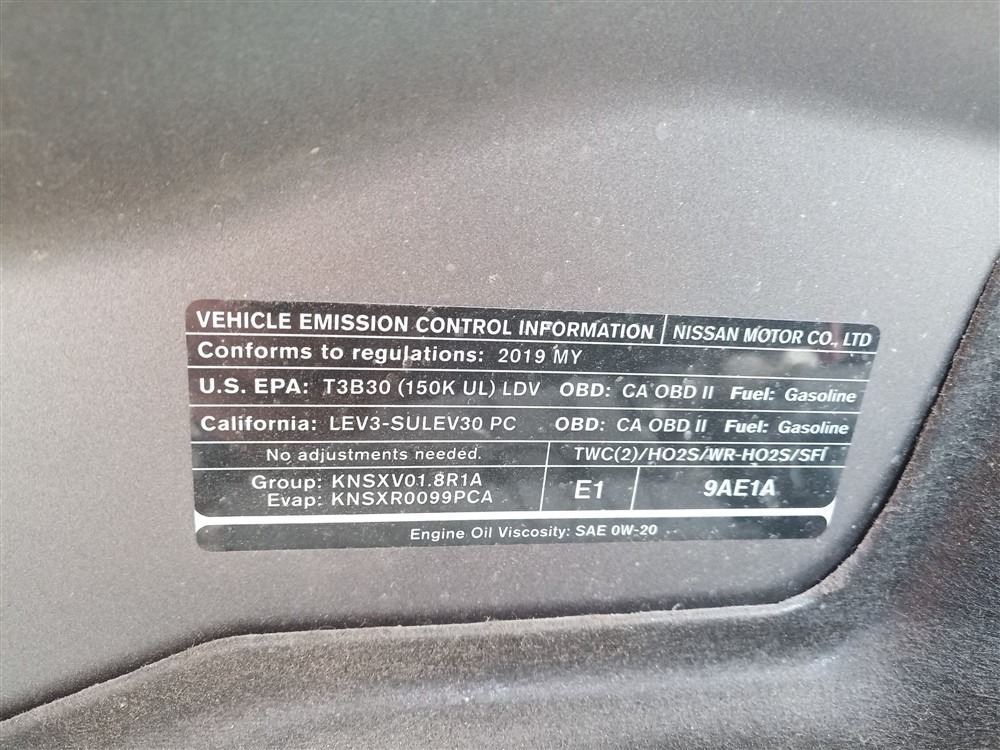 VEHICLE EMISSION CONTROL INFORMATION NISSAN MOTOR CO., LTD
Conforms to regulations: 2019 MY
U.S. EPA: T3B30 (150K UL) LDV OBD: CA OBD II Fuel: Gasoline
California: LEV3-SULEV30 PC OBD: CA OBD II Fuel: Gasoline
No adjustments needed. TWC(2)/HO2S/WR-HO2S/SFI
Group: KNSXV01.8R1A
Evap: KNSXR0099PCA
E1 9AE1A
Engine Oil Viscosity: SAE 0W-20